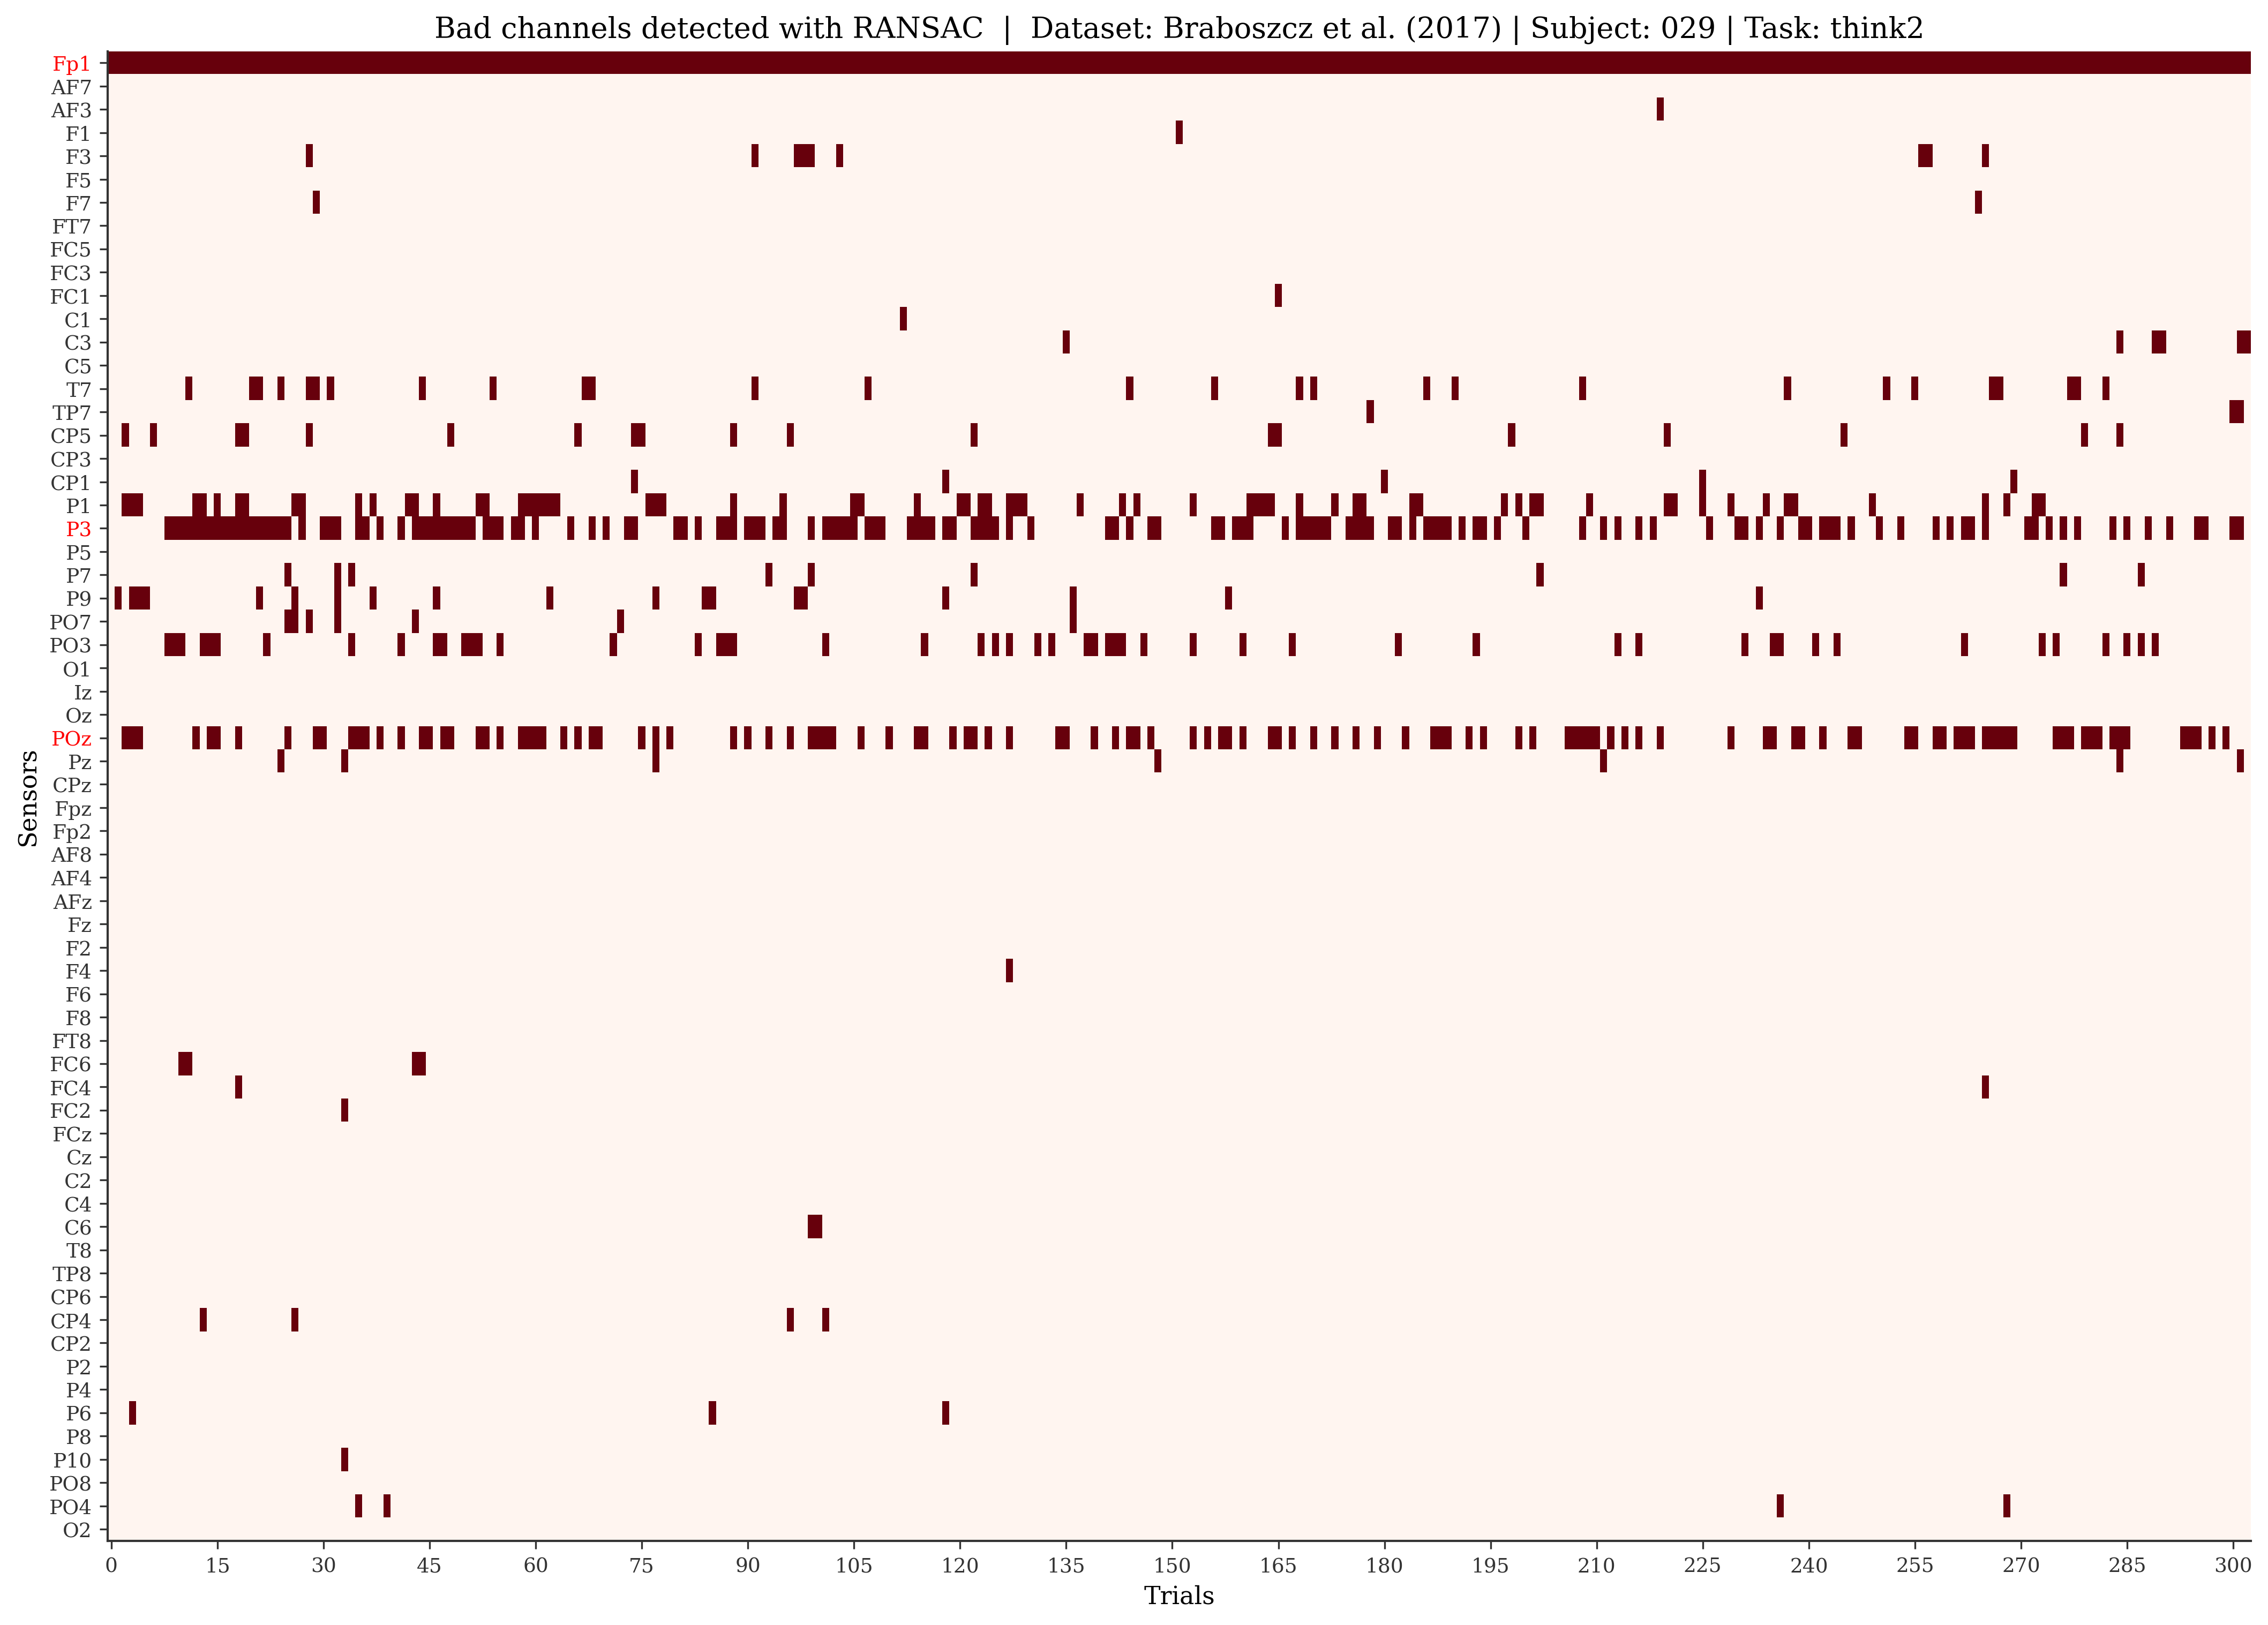 Bad channels detected with RANSAC | Dataset: Braboszcz et al. (2017) | Subject: 029 | Task: think2
Fp1
AF7
AF3
F1
F3
F5
F7
FT7
FC5
FC3
FC1
C1
C3
C5
T7
TP7
CP5
CP3
CP1
P1
P3
P5
P7
P9
PO7
PO3
O1
Iz
Oz
POz
Pz
CPz
Fpz
Fp2
AF8
AF4
AFz
Fz
F2
F4
F6
F8
FT8
FC6
FC4
FC2
FCz
Cz
C2
C4
C6
T8
TP8
CP6
CP4
CP2
P2
P4
P6
P8
P10
PO8
PO4
O2
Sensors
0 15 30 45 60 75 90 105 120 135 150 165 180 195 210 225 240 255 270 285 300
Trials